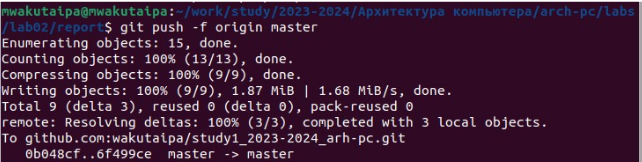 mwakutaipa@mwakutaipa:~/work/study/2023-2024/Архитектура компьютера/arch-pc/labs
/lab02/report$ git push -f origin master
Enumerating objects: 15, done.
Counting objects: 100% (13/13), done.
Compressing objects: 100% (9/9), done.
Writing objects: 100% (9/9), 1.87 MiB | 1.68 MiB/s, done.
Total 9 (delta 3), reused 0 (delta 0), pack-reused 0
remote: Resolving deltas: 100% (3/3), completed with 3 local objects.
To github.com:wakutaipa/study1_2023-2024_arh-pc.git
   0b048cf..6f499ce  master -> master